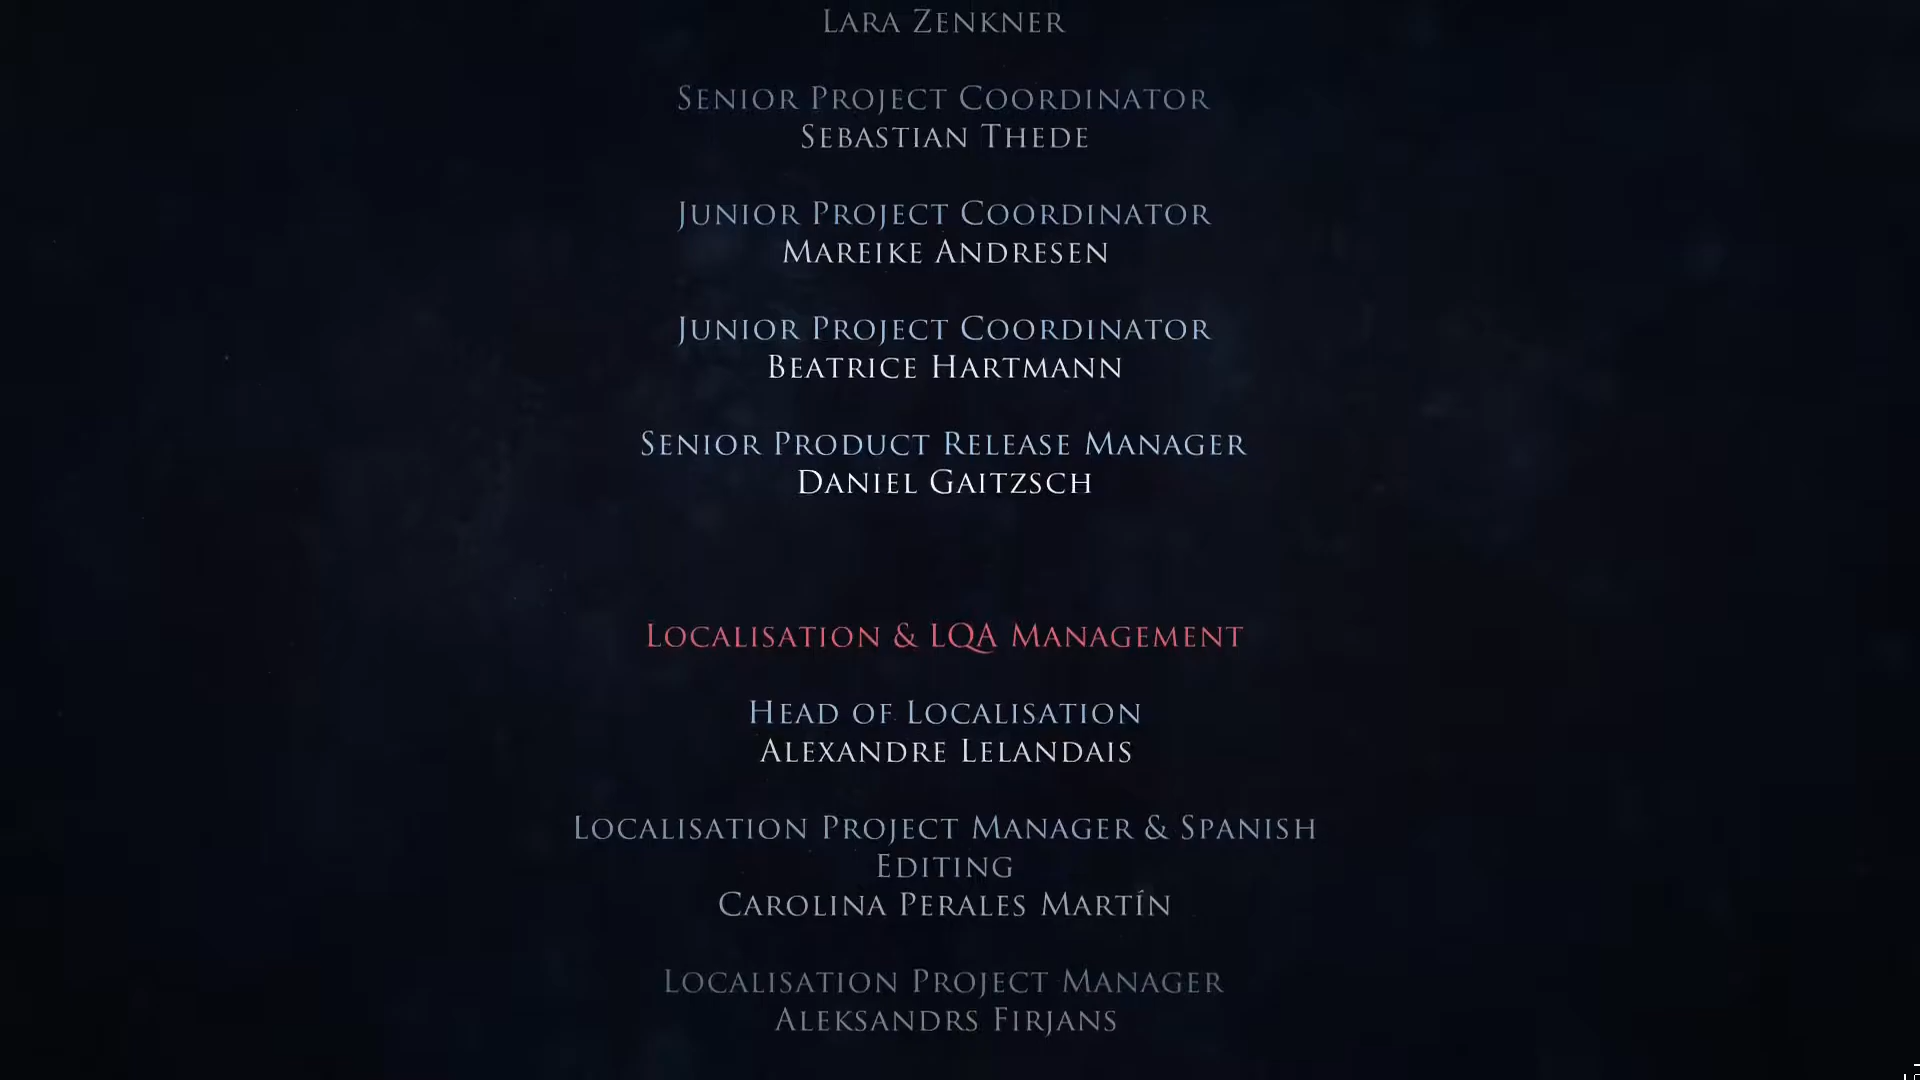 Lara Zenkner
Senior Project Coordinator
Sebastian Thede
Junior Project Coordinator
Mareike Andresen
Junior Project Coordinator
Beatrice Hartmann
Senior Product Release Manager
Daniel Gaitzsch
Localisation & LQA Management
Head of Localisation
Alexandre Lelandais
Localisation Project Manager & Spanish
Editing
Carolina Perales Martín
Localisation Project Manager
Aleksandrs Firjans